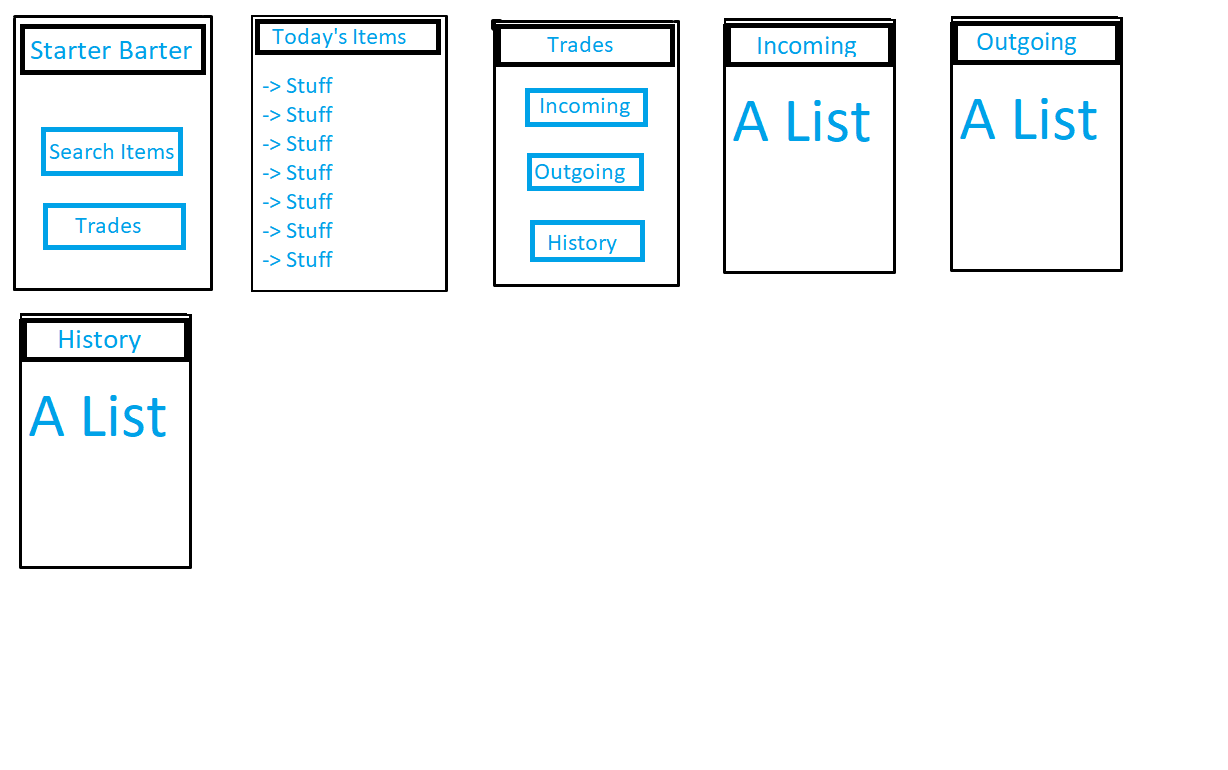 Starter Barter
Search Items
Trades
Today's Items
-> Stuff
-> Stuff
-> Stuff
-> Stuff
-> Stuff
-> Stuff
-> Stuff
Trades
Incoming
Outgoing
History
Incoming
A List
Outgoing
A List
History
A List